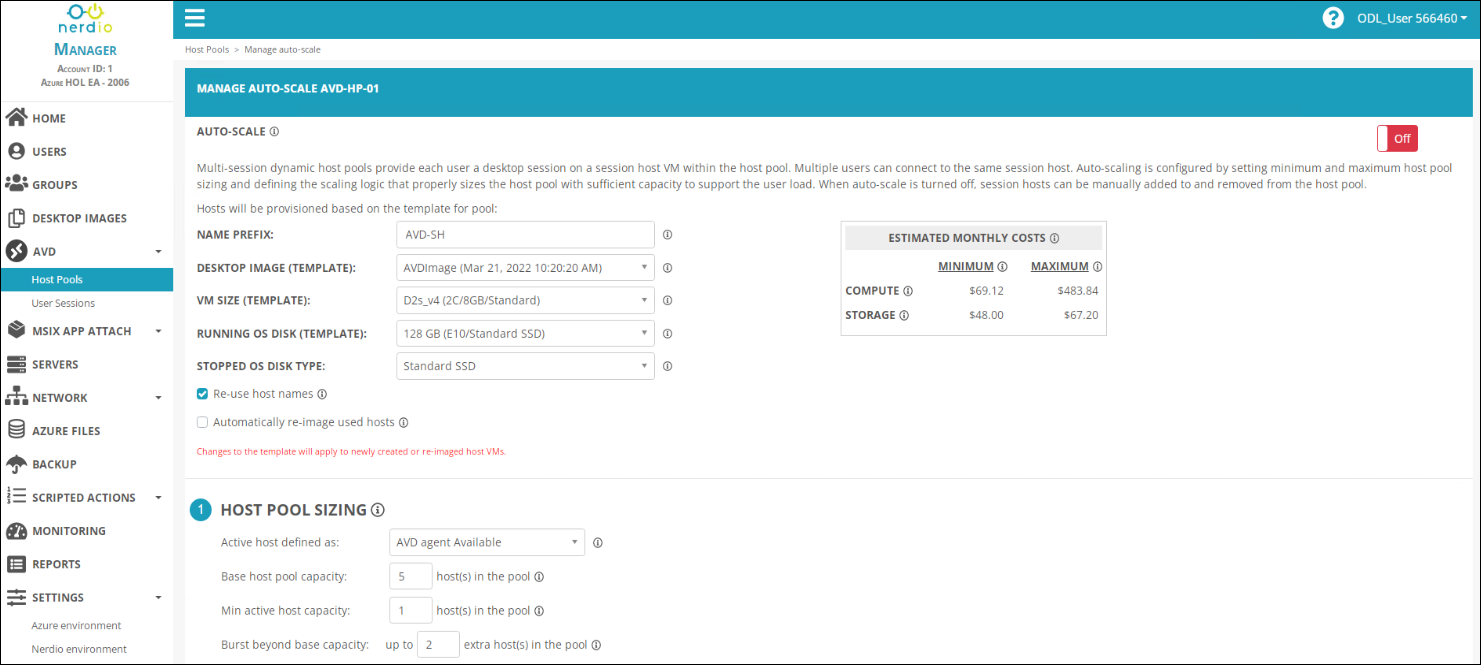 nerdio
MANAGER
ACCOUNT ID: 1
AZURE HOL EA - 2006
HOME
USERS
GROUPS
DESKTOP IMAGES
AVD
Host Pools
User Sessions
MSIX APP ATTACH
SERVERS
NETWORK
AZURE FILES
BACKUP
SCRIPTED ACTIONS
MONITORING
REPORTS
SETTINGS
Azure environment
Nerdio environment
? ODL_User 566460
Host Pools > Manage auto-scale
MANAGE AUTO-SCALE AVD-HP-01
AUTO-SCALE
Off
Multi-session dynamic host pools provide each user a desktop session on a session host VM within the host pool. Multiple users can connect to the same session host. Auto-scaling is configured by setting minimum and maximum host pool
sizing and defining the scaling logic that properly sizes the host pool with sufficient capacity to support the user load. When auto-scale is turned off, session hosts can be manually added to and removed from the host pool.
Hosts will be provisioned based on the template for pool:
NAME PREFIX: AVD-SH
DESKTOP IMAGE (TEMPLATE): AVDImage (Mar 21, 2022 10:20:20 AM)
VM SIZE (TEMPLATE): D2s_v4 (2C/8GB/Standard)
RUNNING OS DISK (TEMPLATE): 128 GB (E10/Standard SSD)
STOPPED OS DISK TYPE: Standard SSD
Re-use host names
Automatically re-image used hosts
Changes to the template will apply to newly created or re-imaged host VMs.
ESTIMATED MONTHLY COSTS
MINIMUM MAXIMUM
COMPUTE $69.12 $483.84
STORAGE $48.00 $67.20
1 HOST POOL SIZING
Active host defined as: AVD agent Available
Base host pool capacity: 5 host(s) in the pool
Min active host capacity: 1 host(s) in the pool
Burst beyond base capacity: up to 2 extra host(s) in the pool